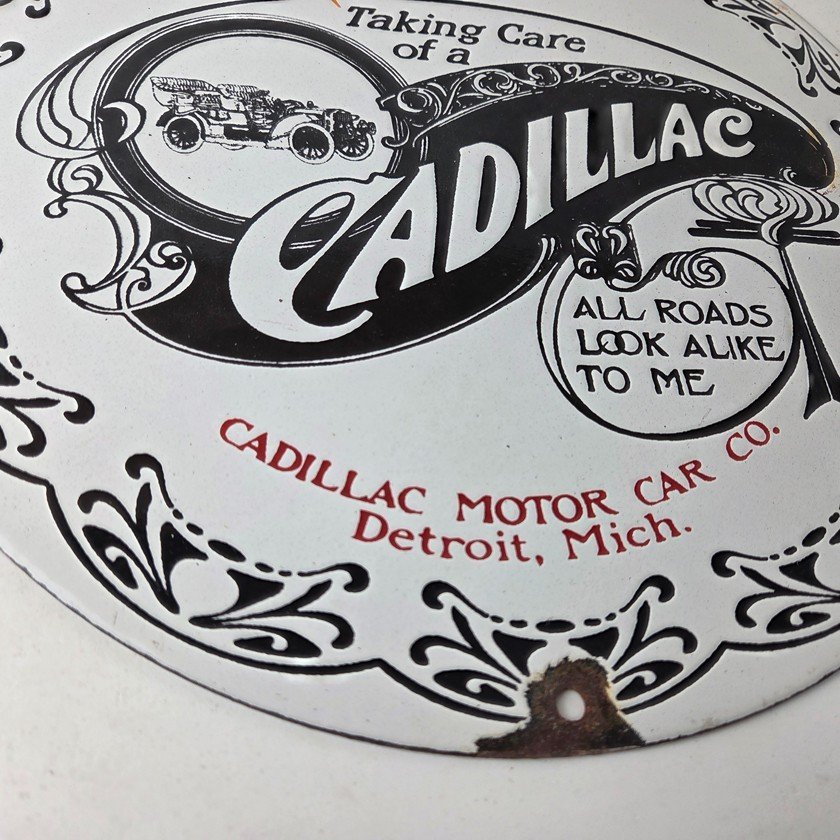 Taking Care
of a
CADILLAC
ALL ROADS
LOOK ALIKE
TO ME
CADILLAC MOTOR CAR CO.
Detroit, Mich.